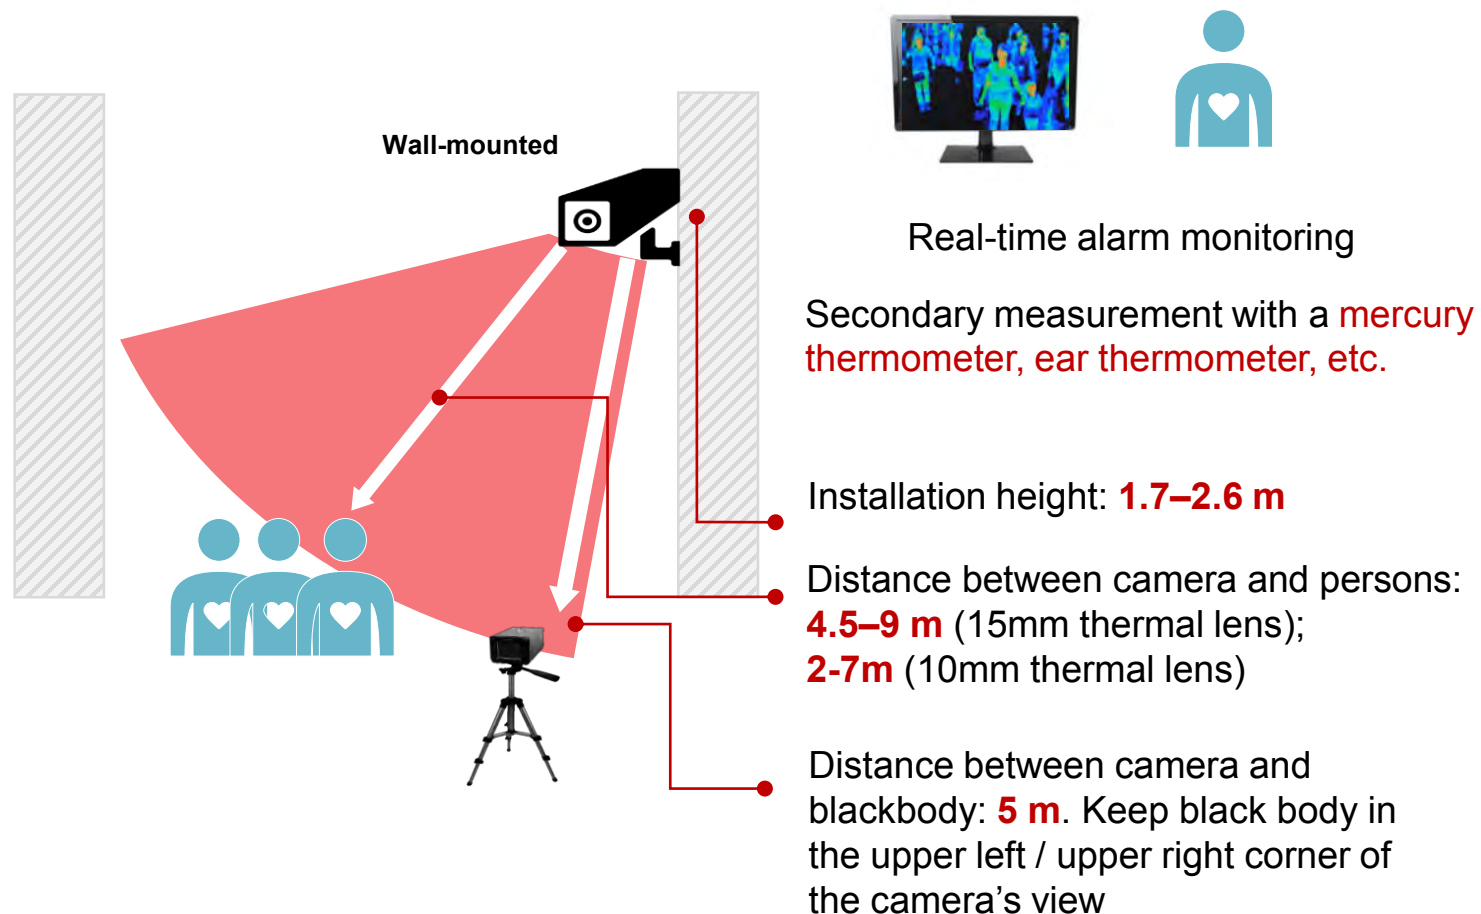 Wall-mounted
Real-time alarm monitoring
Secondary measurement with a mercury
thermometer, ear thermometer, etc.
Installation height: 1.7–2.6 m
Distance between camera and persons:
4.5–9 m (15mm thermal lens);
2-7m (10mm thermal lens)
Distance between camera and
blackbody: 5 m. Keep black body in
the upper left / upper right corner of
the camera’s view